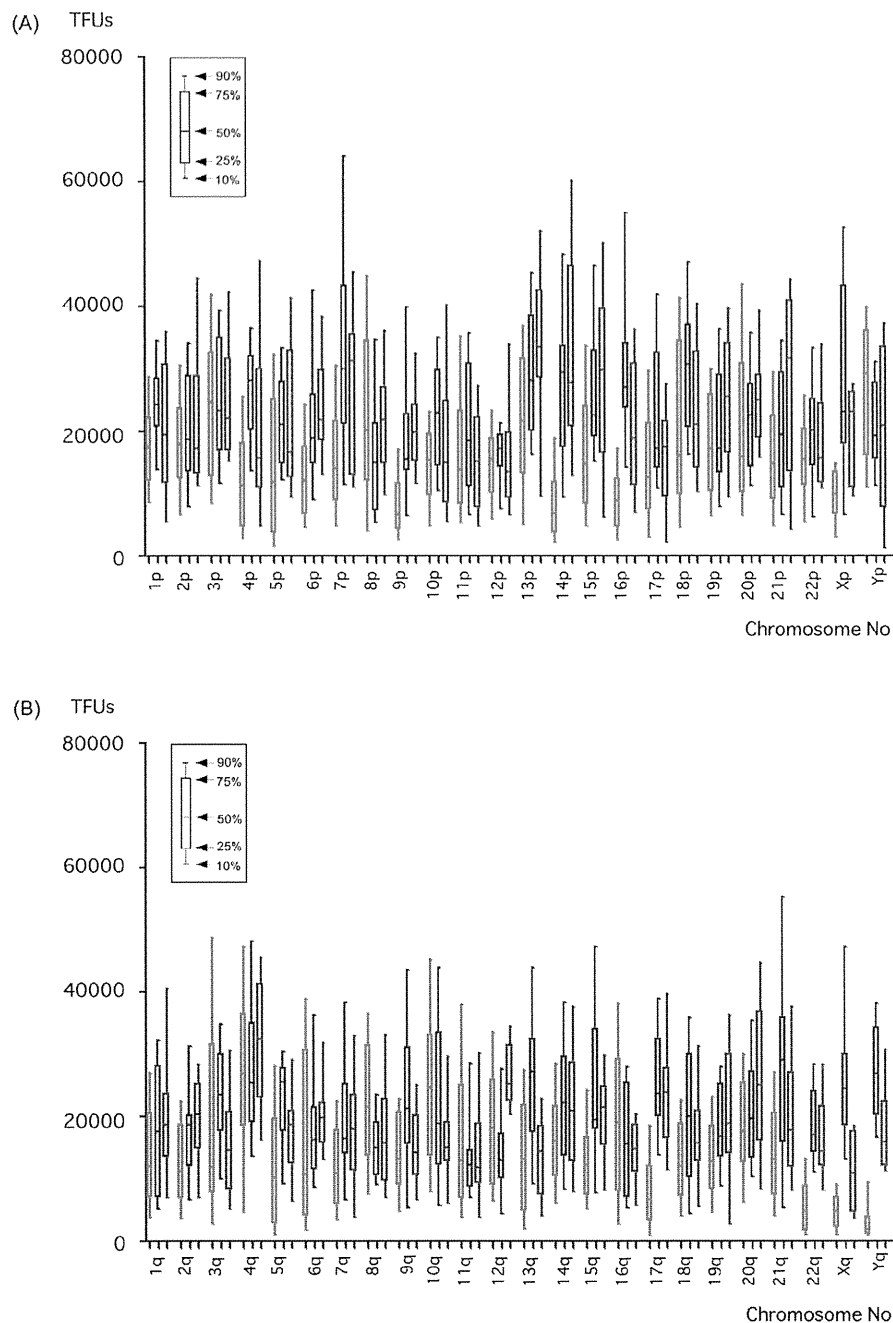 (A)
TFUs
80000
60000
40000
20000
0
90%
75%
50%
25%
10%
1p 2p 3p 4p 5p 6p 7p 8p 9p 10p 11p 12p 13p 14p 15p 16p 17p 18p 19p 20p 21p 22p Xp Yp
Chromosome No
(B)
TFUs
80000
60000
40000
20000
0
90%
75%
50%
25%
10%
1q 2q 3q 4q 5q 6q 7q 8q 9q 10q 11q 12q 13q 14q 15q 16q 17q 18q 19q 20q 21q 22q Xq Yq
Chromosome No